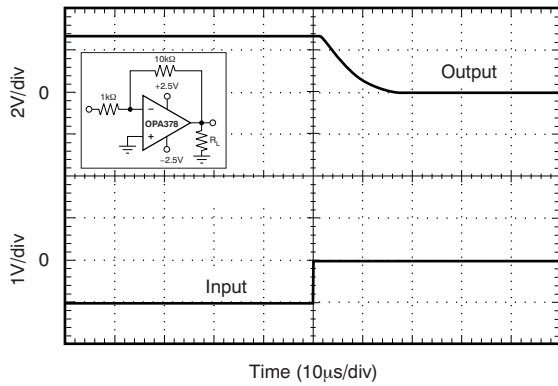 2V/div
0
10kΩ
+2.5V
1kΩ
OPA378
RL
−2.5V
Output
1V/div
0
Input
Time (10µs/div)